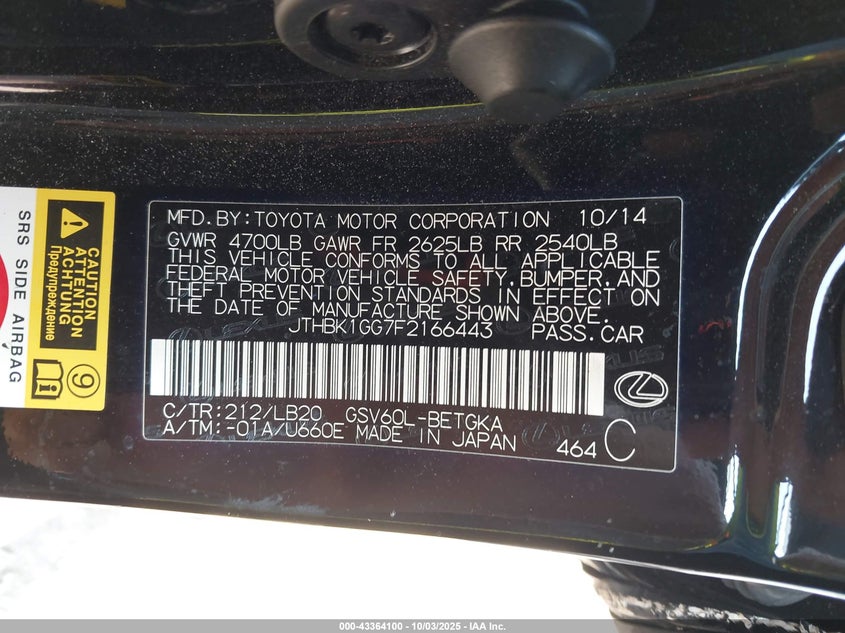 MFD. BY: TOYOTA MOTOR CORPORATION 10/14
GVWR 4700LB GAWR FR 2625LB RR 2540LB
THIS VEHICLE CONFORMS TO ALL APPLICABLE
FEDERAL MOTOR VEHICLE SAFETY, BUMPER, AND
THEFT PREVENTION STANDARDS IN EFFECT ON
THE DATE OF MANUFACTURE SHOWN ABOVE.
JTHBK1GG7F2166443 PASS. CAR
C/TR: 212/LB20 GSV60L-BETGKA
A/TM: -01A/U660E MADE IN JAPAN
464 C
SRS SIDE AIRBAG
CAUTION
ATTENTION
ACHTUNG
Предупреждение
9
000-43364100 - 10/03/2025 - IAA Inc.